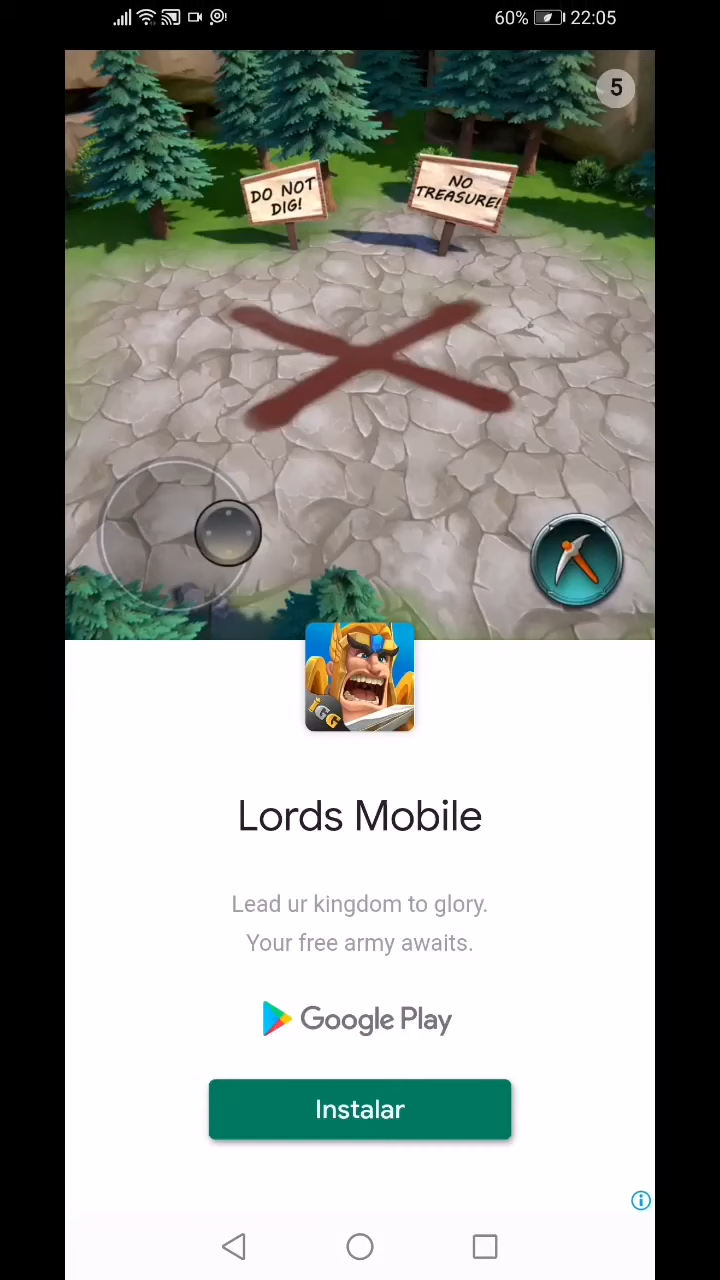 60% 22:05
5
DO NOT
DIG!
NO
TREASURE!
IGG
Lords Mobile
Lead ur kingdom to glory.
Your free army awaits.
Google Play
Instalar